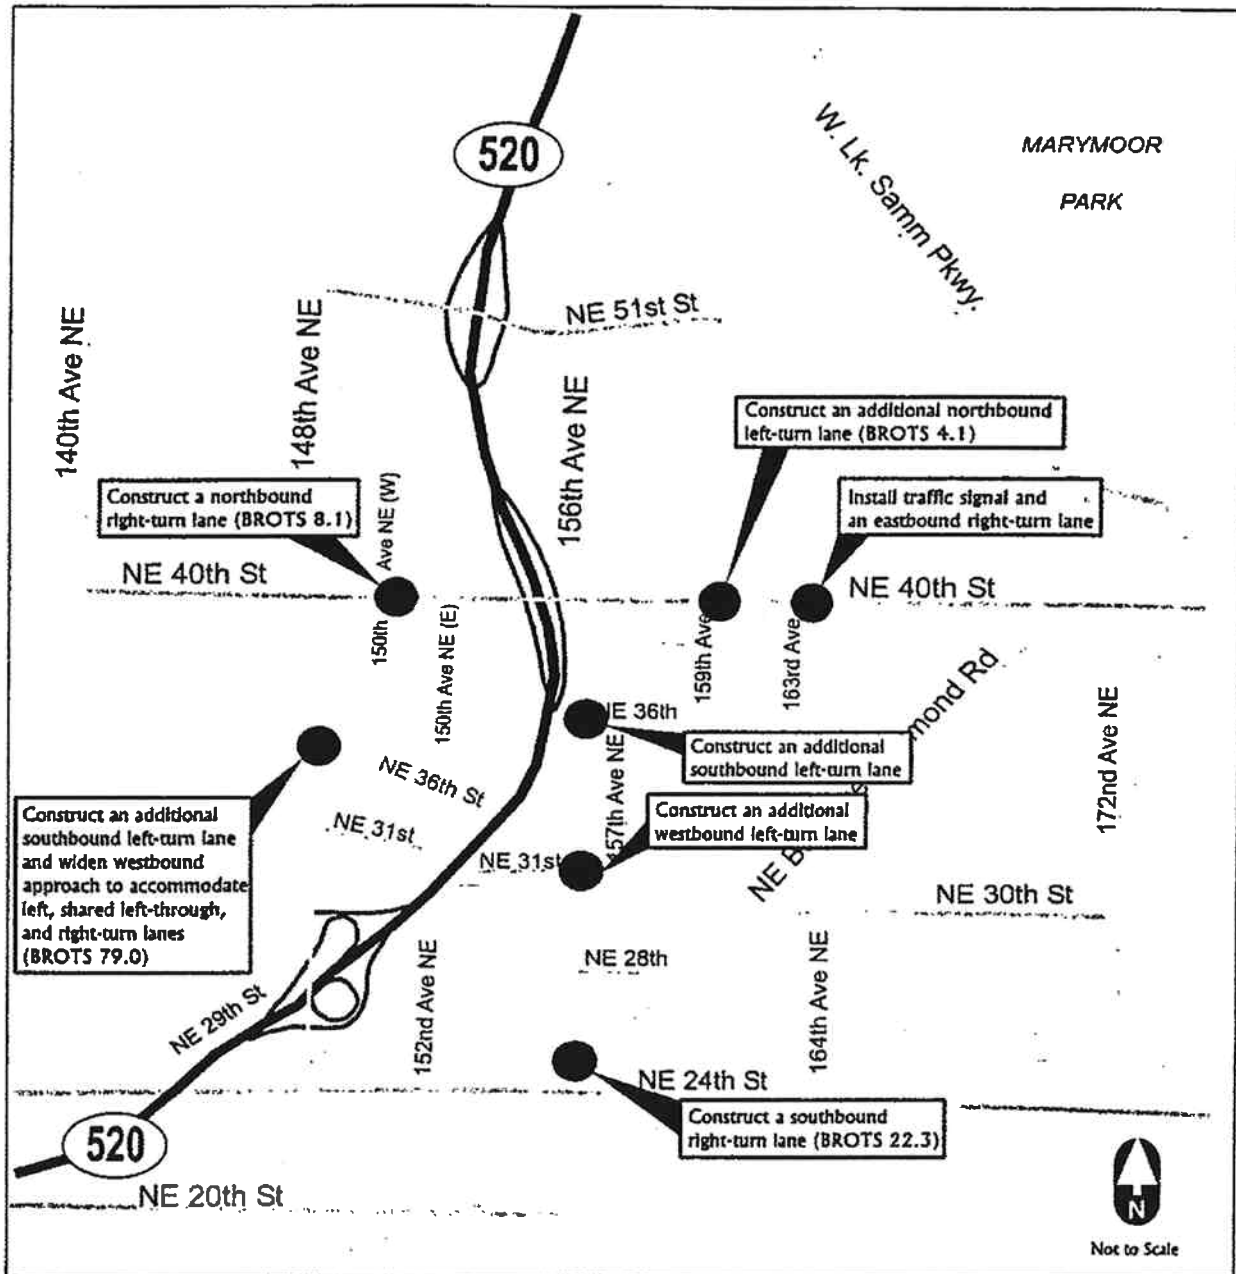 520
W. Lk. Samm Pkwy.
MARYMOOR
PARK
NE 51st St
140th Ave NE
148th Ave NE
156th Ave NE
Construct an additional northbound
left-turn lane (BROTS 4.1)
Construct a northbound
right-turn lane (BROTS 8.1)
Ave NE (W)
Install traffic signal and
an eastbound right-turn lane
NE 40th St
NE 40th St
150th
150th Ave NE (E)
159th Ave
163rd Ave
NE 36th
Construct an additional
southbound left-turn lane
mond Rd
172nd Ave NE
NE 36th St
157th Ave NE
Construct an additional
southbound left-turn lane
and widen westbound
approach to accommodate
left, shared left-through,
and right-turn lanes
(BROTS 79.0)
NE 31st
NE 31st
Construct an additional
westbound left-turn lane
NE B
NE 30th St
NE 28th
NE 29th St
152nd Ave NE
164th Ave NE
NE 24th St
Construct a southbound
right-turn lane (BROTS 22.3)
520
NE 20th St
N
Not to Scale